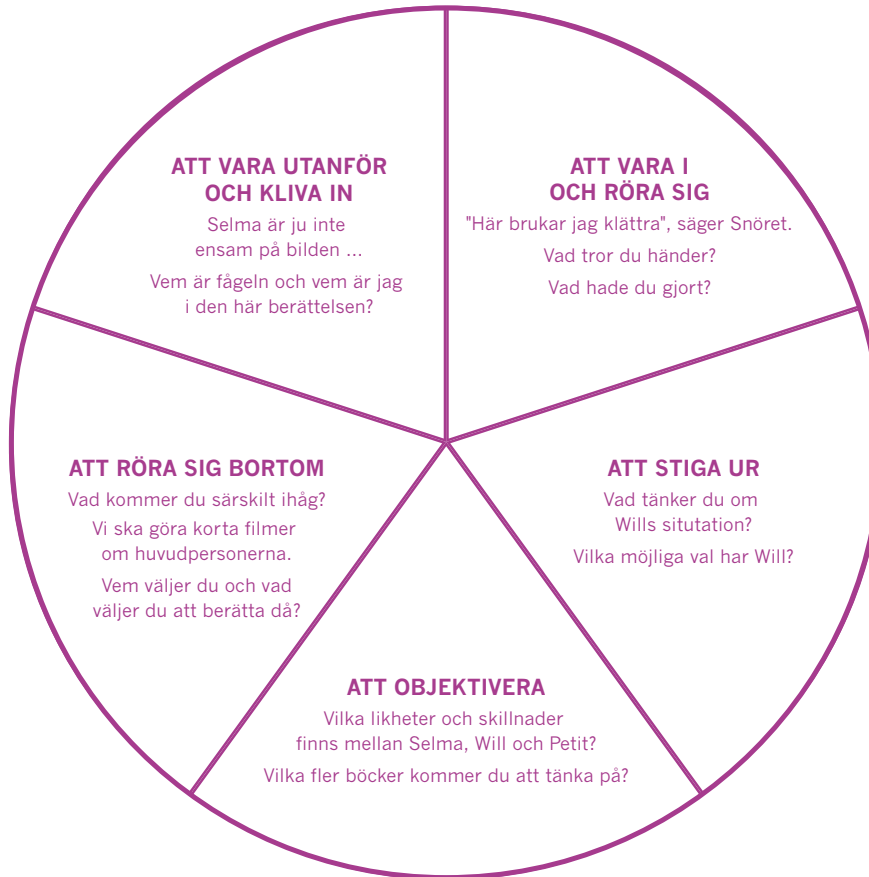 ATT VARA UTANFÖR
OCH KLIVA IN
Selma är ju inte
ensam på bilden ...
Vem är fågeln och vem är jag
i den här berättelsen?
ATT VARA I
OCH RÖRA SIG
"Här brukar jag klättra", säger Snöret.
Vad tror du händer?
Vad hade du gjort?
ATT STIGA UR
Vad tänker du om
Wills situtation?
Vilka möjliga val har Will?
ATT OBJEKTIVERA
Vilka likheter och skillnader
finns mellan Selma, Will och Petit?
Vilka fler böcker kommer du att tänka på?
ATT RÖRA SIG BORTOM
Vad kommer du särskilt ihåg?
Vi ska göra korta filmer
om huvudpersonerna.
Vem väljer du och vad
väljer du att berätta då?